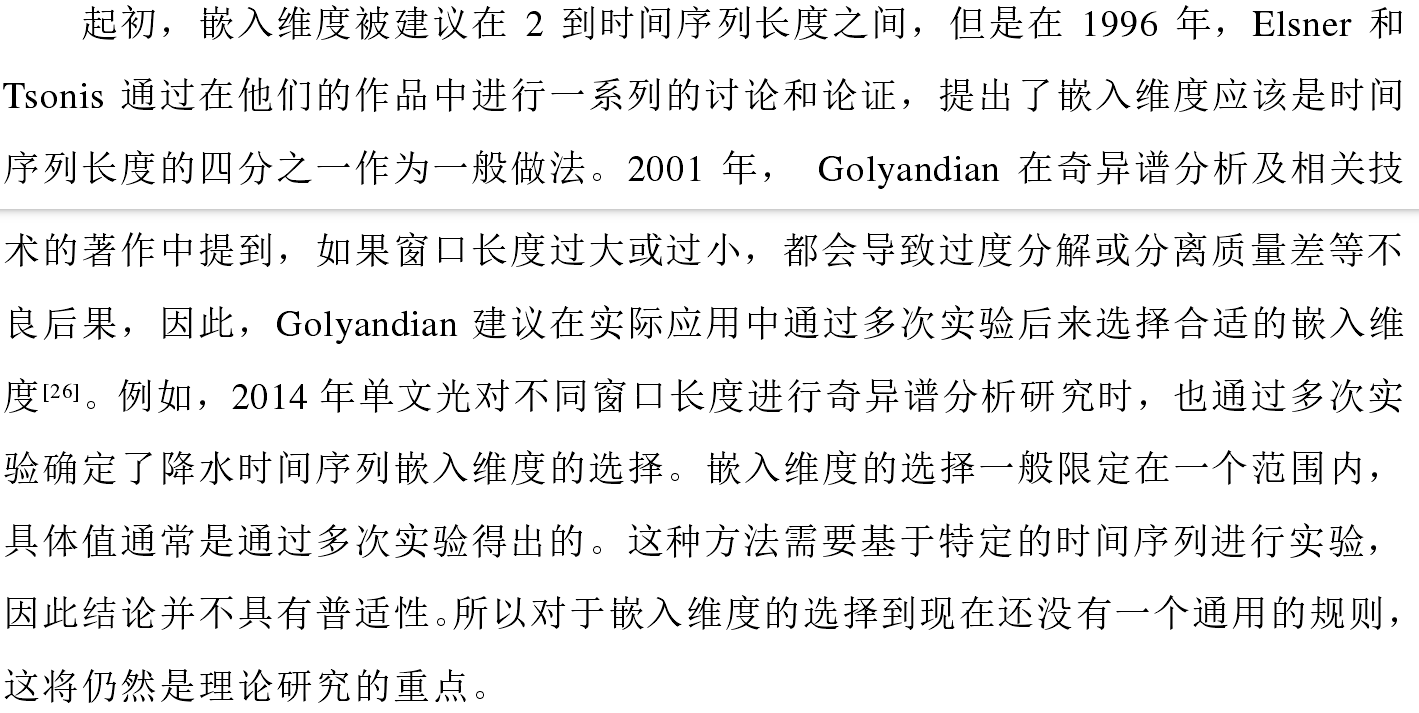 起初，嵌入维度被建议在 2 到时间序列长度之间，但是在 1996 年，Elsner 和
Tsonis 通过在他们的作品中进行一系列的讨论和论证，提出了嵌入维度应该是时间
序列长度的四分之一作为一般做法。2001 年， Golyandian 在奇异谱分析及相关技
术的著作中提到，如果窗口长度过大或过小，都会导致过度分解或分离质量差等不
良后果，因此，Golyandian 建议在实际应用中通过多次实验后来选择合适的嵌入维
度[26]。例如，2014 年单文光对不同窗口长度进行奇异谱分析研究时，也通过多次实
验确定了降水时间序列嵌入维度的选择。嵌入维度的选择一般限定在一个范围内，
具体值通常是通过多次实验得出的。这种方法需要基于特定的时间序列进行实验，
因此结论并不具有普适性。所以对于嵌入维度的选择到现在还没有一个通用的规则，
这将仍然是理论研究的重点。